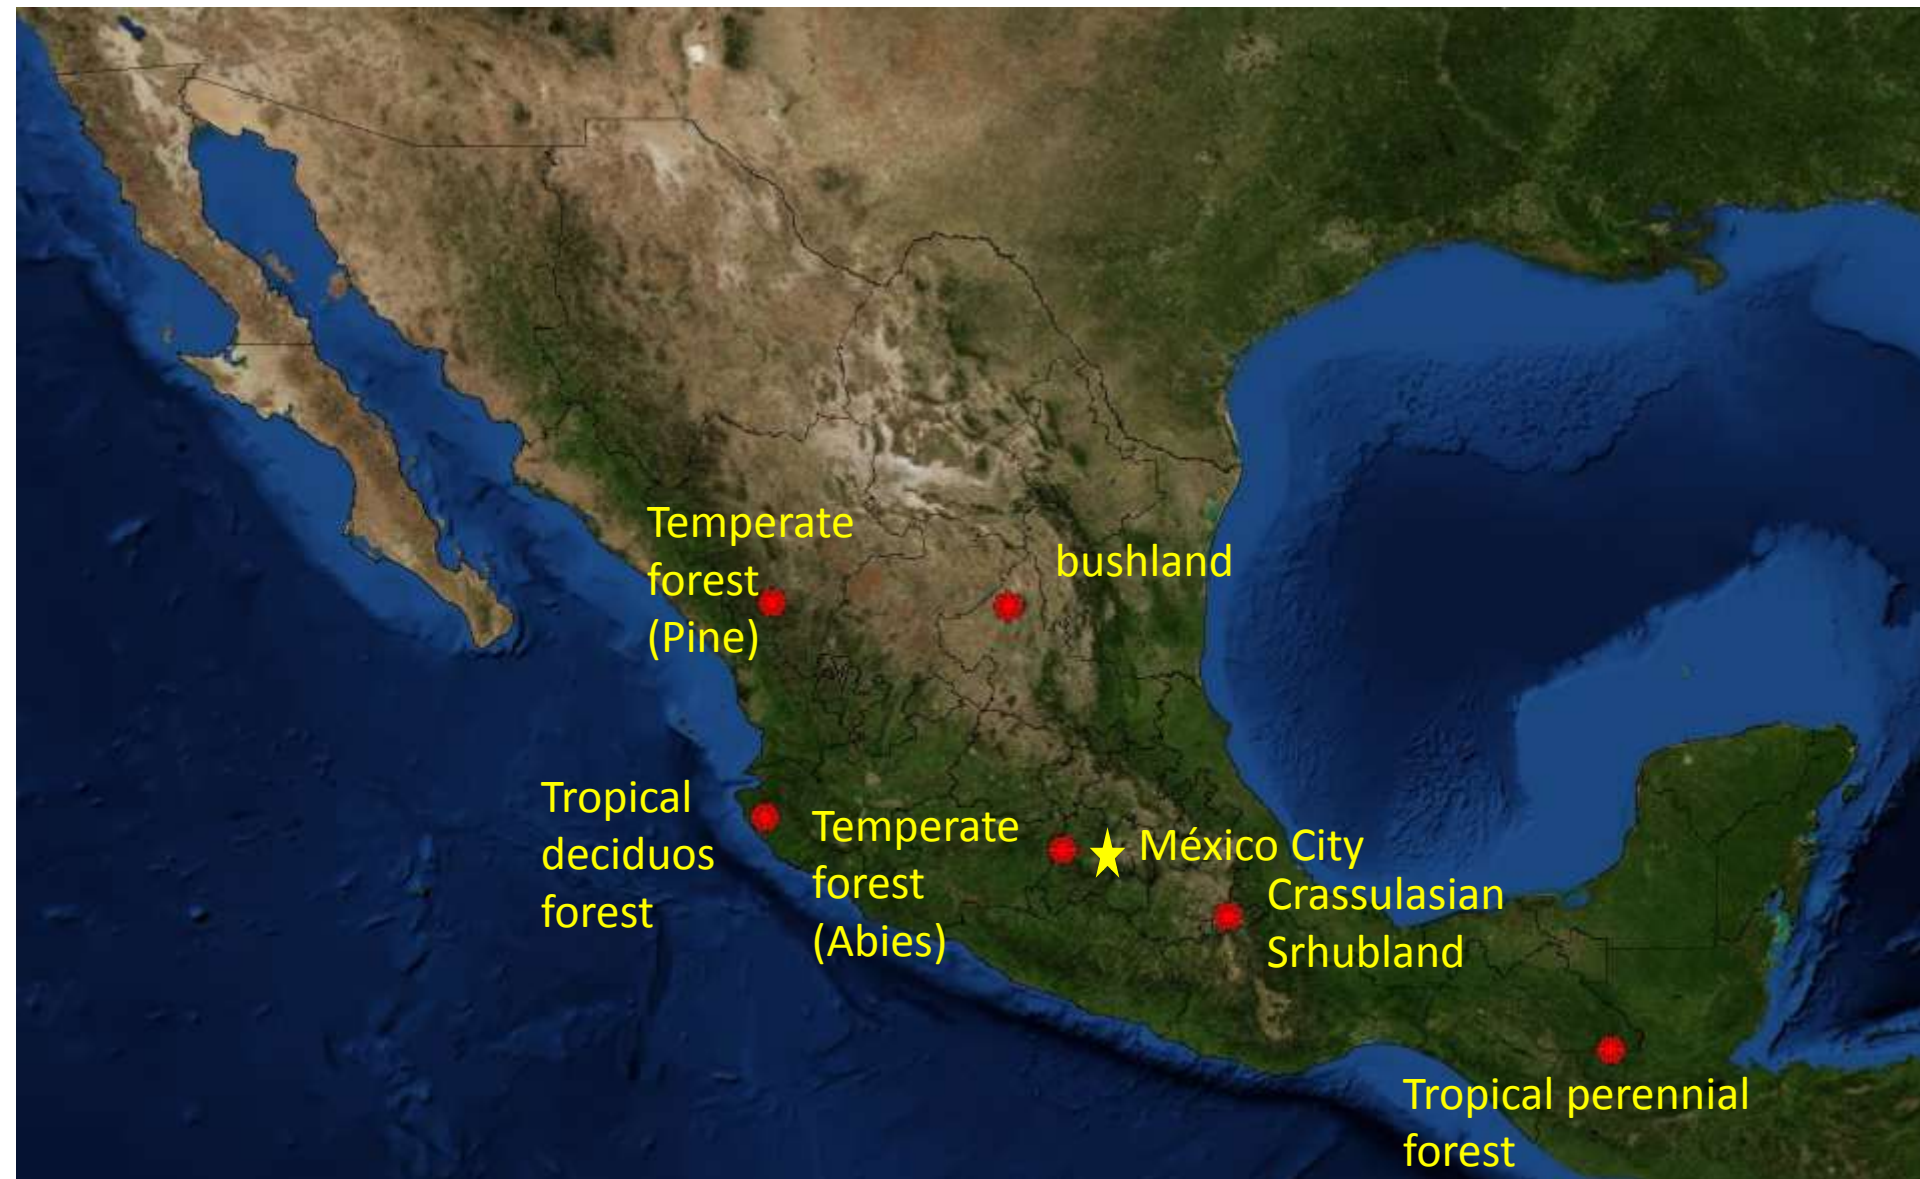 Temperate
forest
(Pine)
bushland
Tropical
deciduos
forest
Temperate
forest
(Abies)
México City
Crassulasian
Srhubland
Tropical perennial
forest